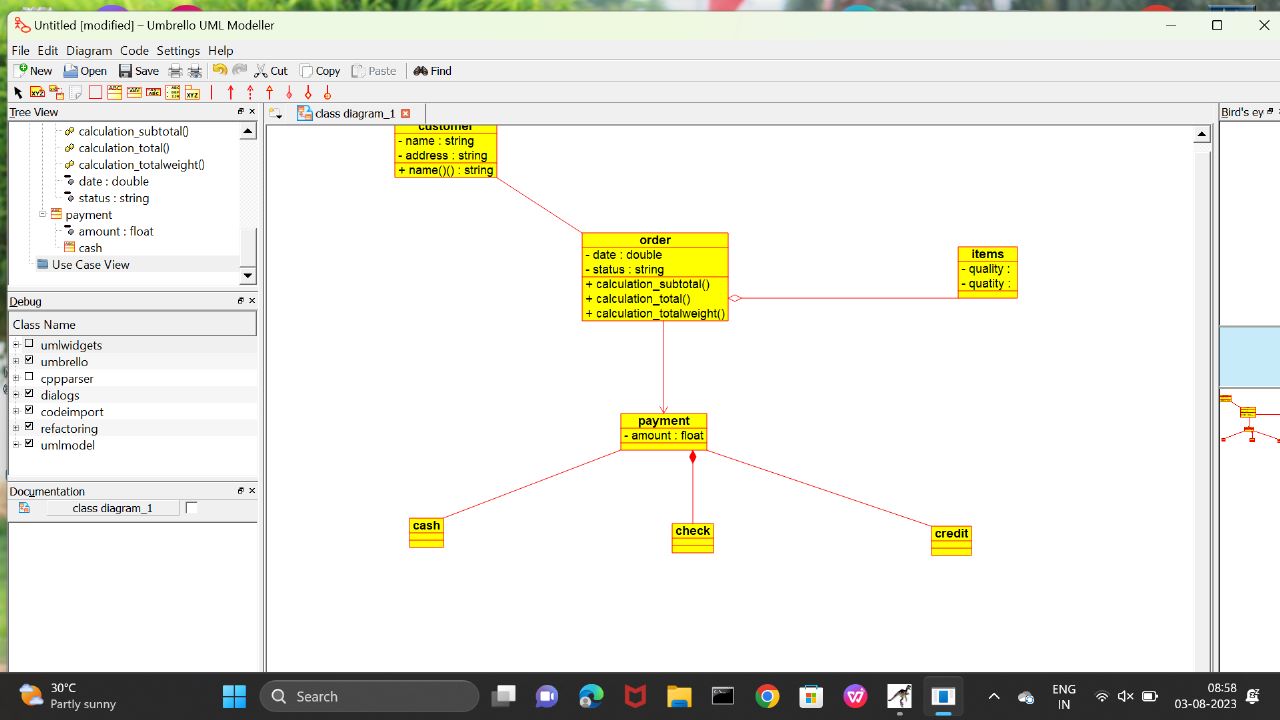 Untitled [modified] – Umbrello UML Modeller
File Edit Diagram Code Settings Help
New Open Save Cut Copy Paste Find
Tree View
calculation_subtotal()
calculation_total()
calculation_totalweight()
date : double
status : string
payment
amount : float
cash
Use Case View
Debug
Class Name
umlwidgets
umbrello
cppparser
dialogs
codeimport
refactoring
umlmodel
Documentation
class diagram_1
class diagram_1
customer
- name : string
- address : string
+ name()() : string
order
- date : double
- status : string
+ calculation_subtotal()
+ calculation_total()
+ calculation_totalweight()
items
- quality :
- quatity :
payment
- amount : float
cash
check
credit
Bird's ey
30°C
Partly sunny
Search
ENG
IN
08:58
03-08-2023